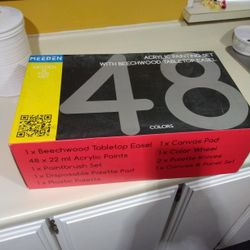 MEEDEN
ACRYLIC PAINTING SET
WITH BEECHWOOD TABLETOP EASEL
48
COLORS
1 x Beechwood Tabletop Easel
48 x 22 ml Acrylic Paints
1 x Paintbrush Set
1 x Disposable Palette Pad
1 x Plastic Palette
1 x Canvas Pad
1 x Color Wheel
2 x Palette Knives
1 x Canvas & Panel Set